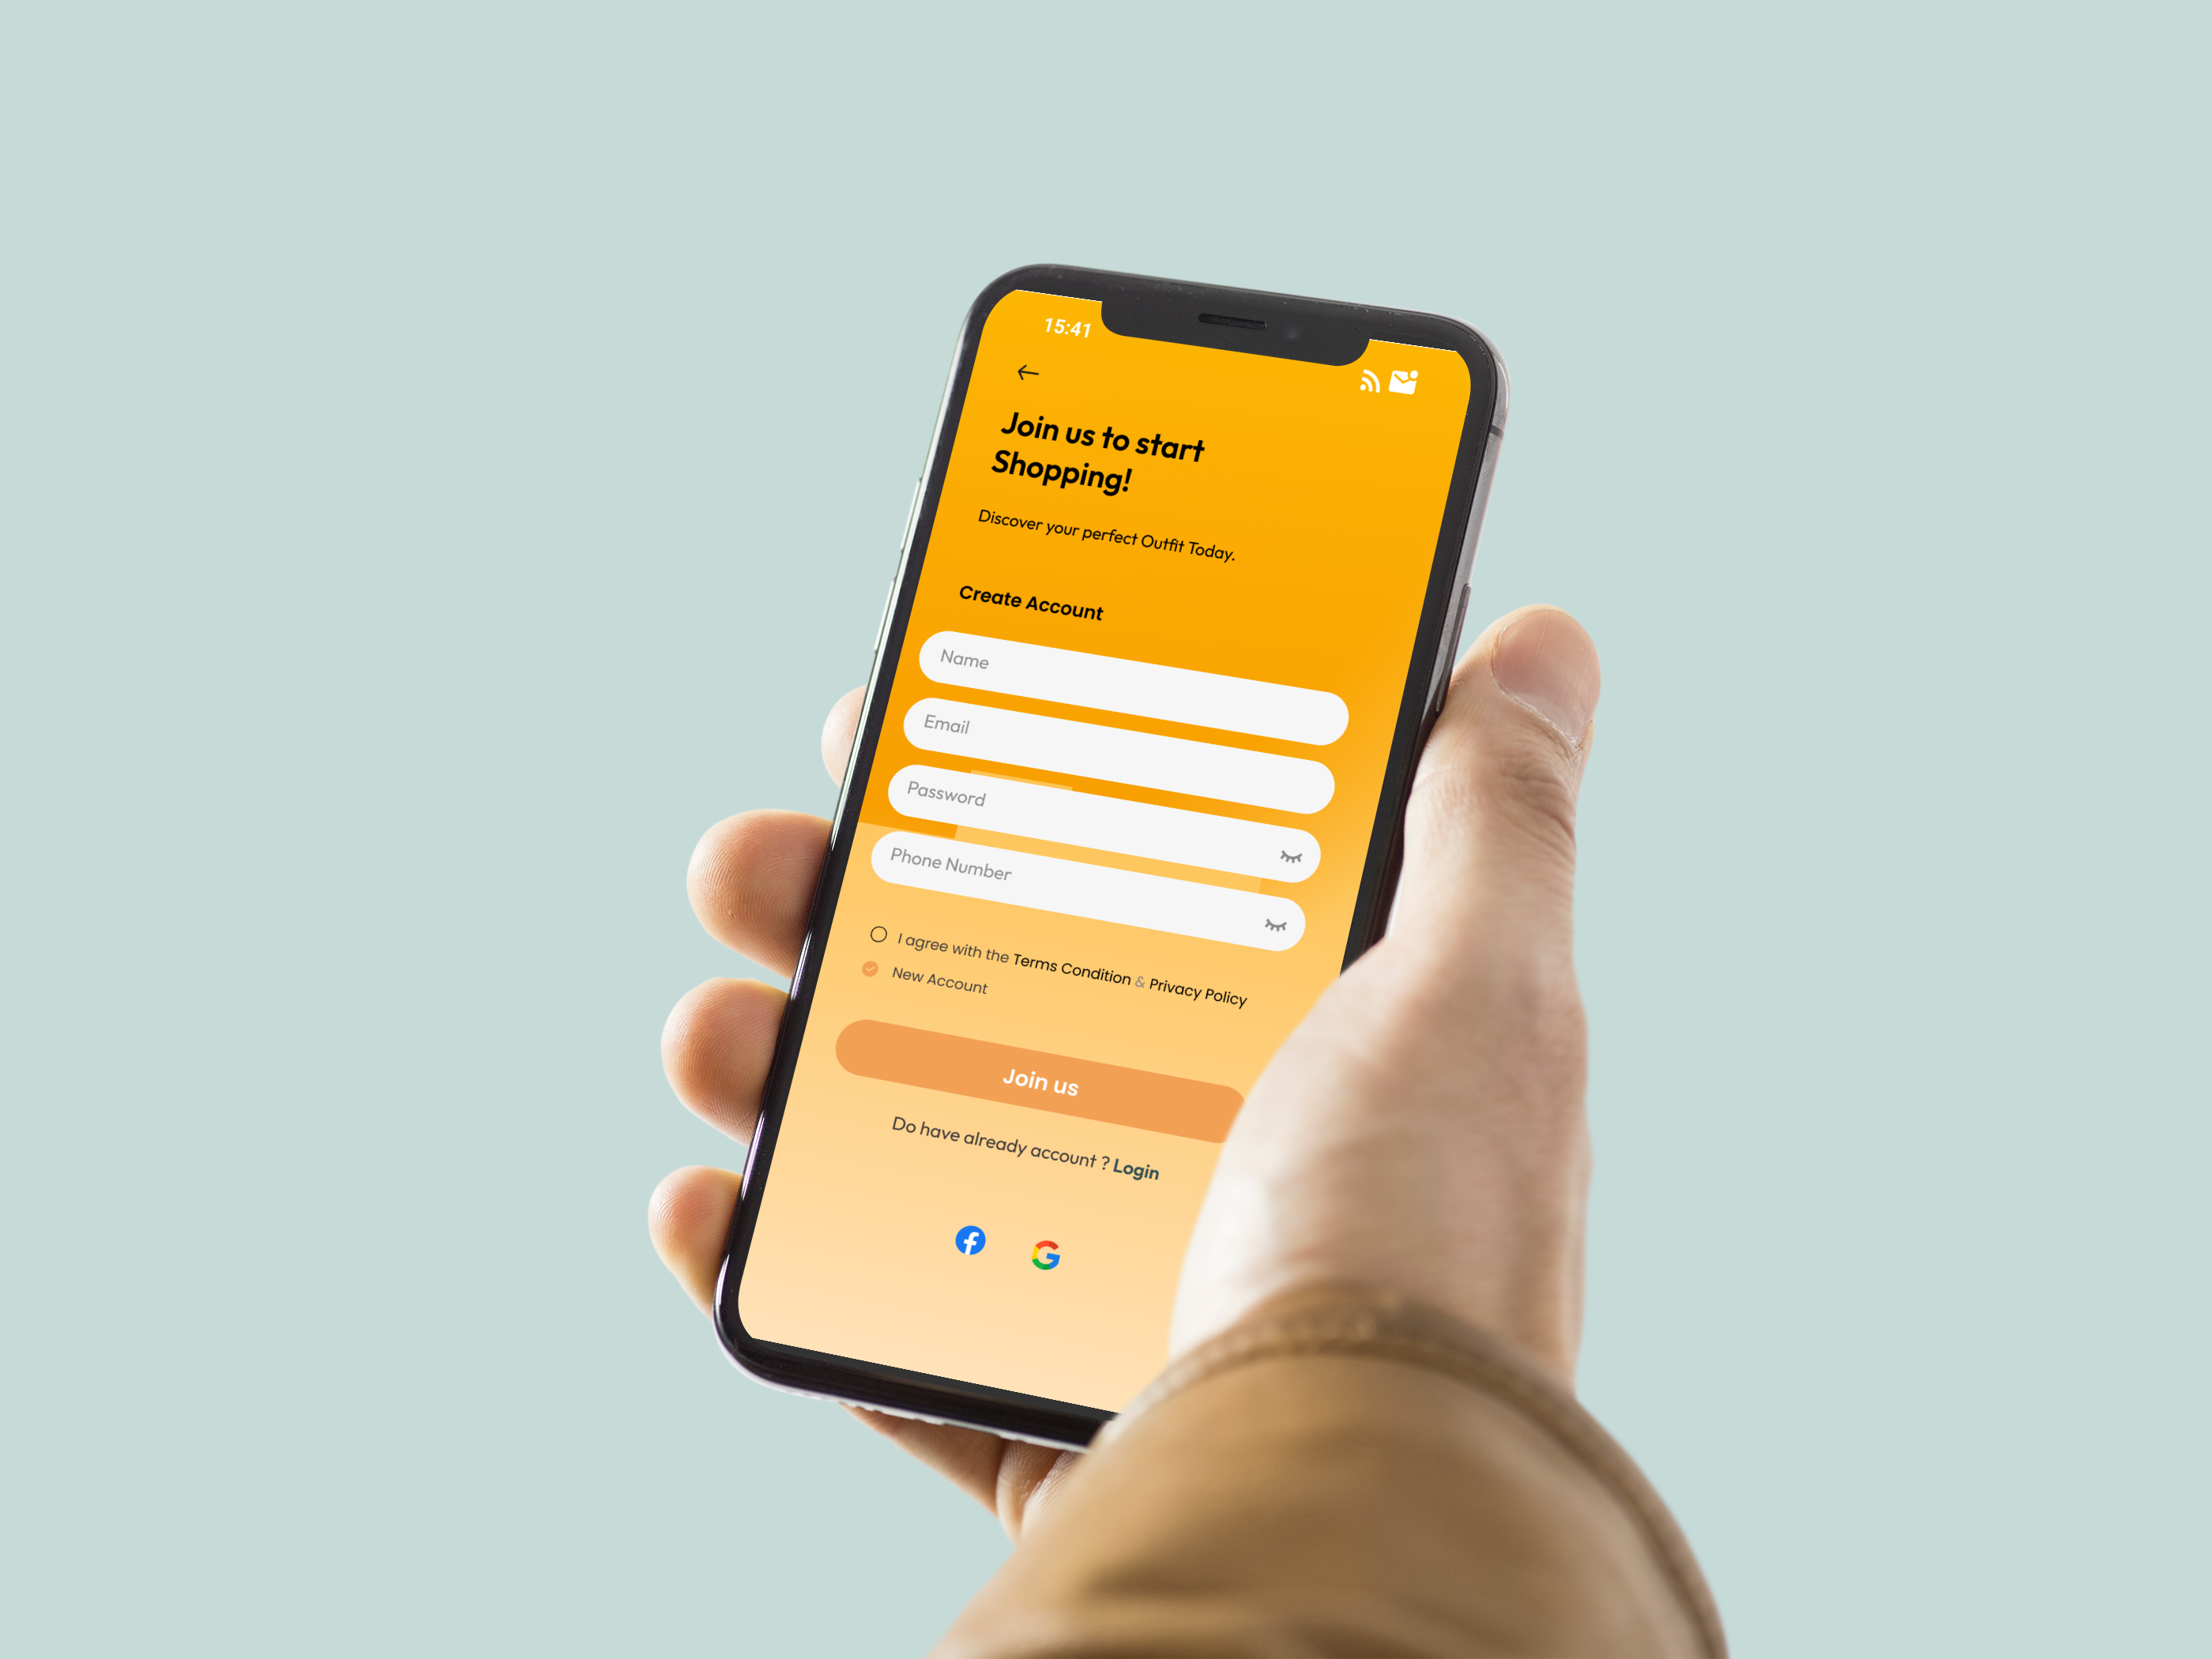 15:41
Join us to start
Shopping!
Discover your perfect Outfit Today.
Create Account
Name
Email
Password
Phone Number
I agree with the Terms Condition & Privacy Policy
New Account
Join us
Do have already account ? Login